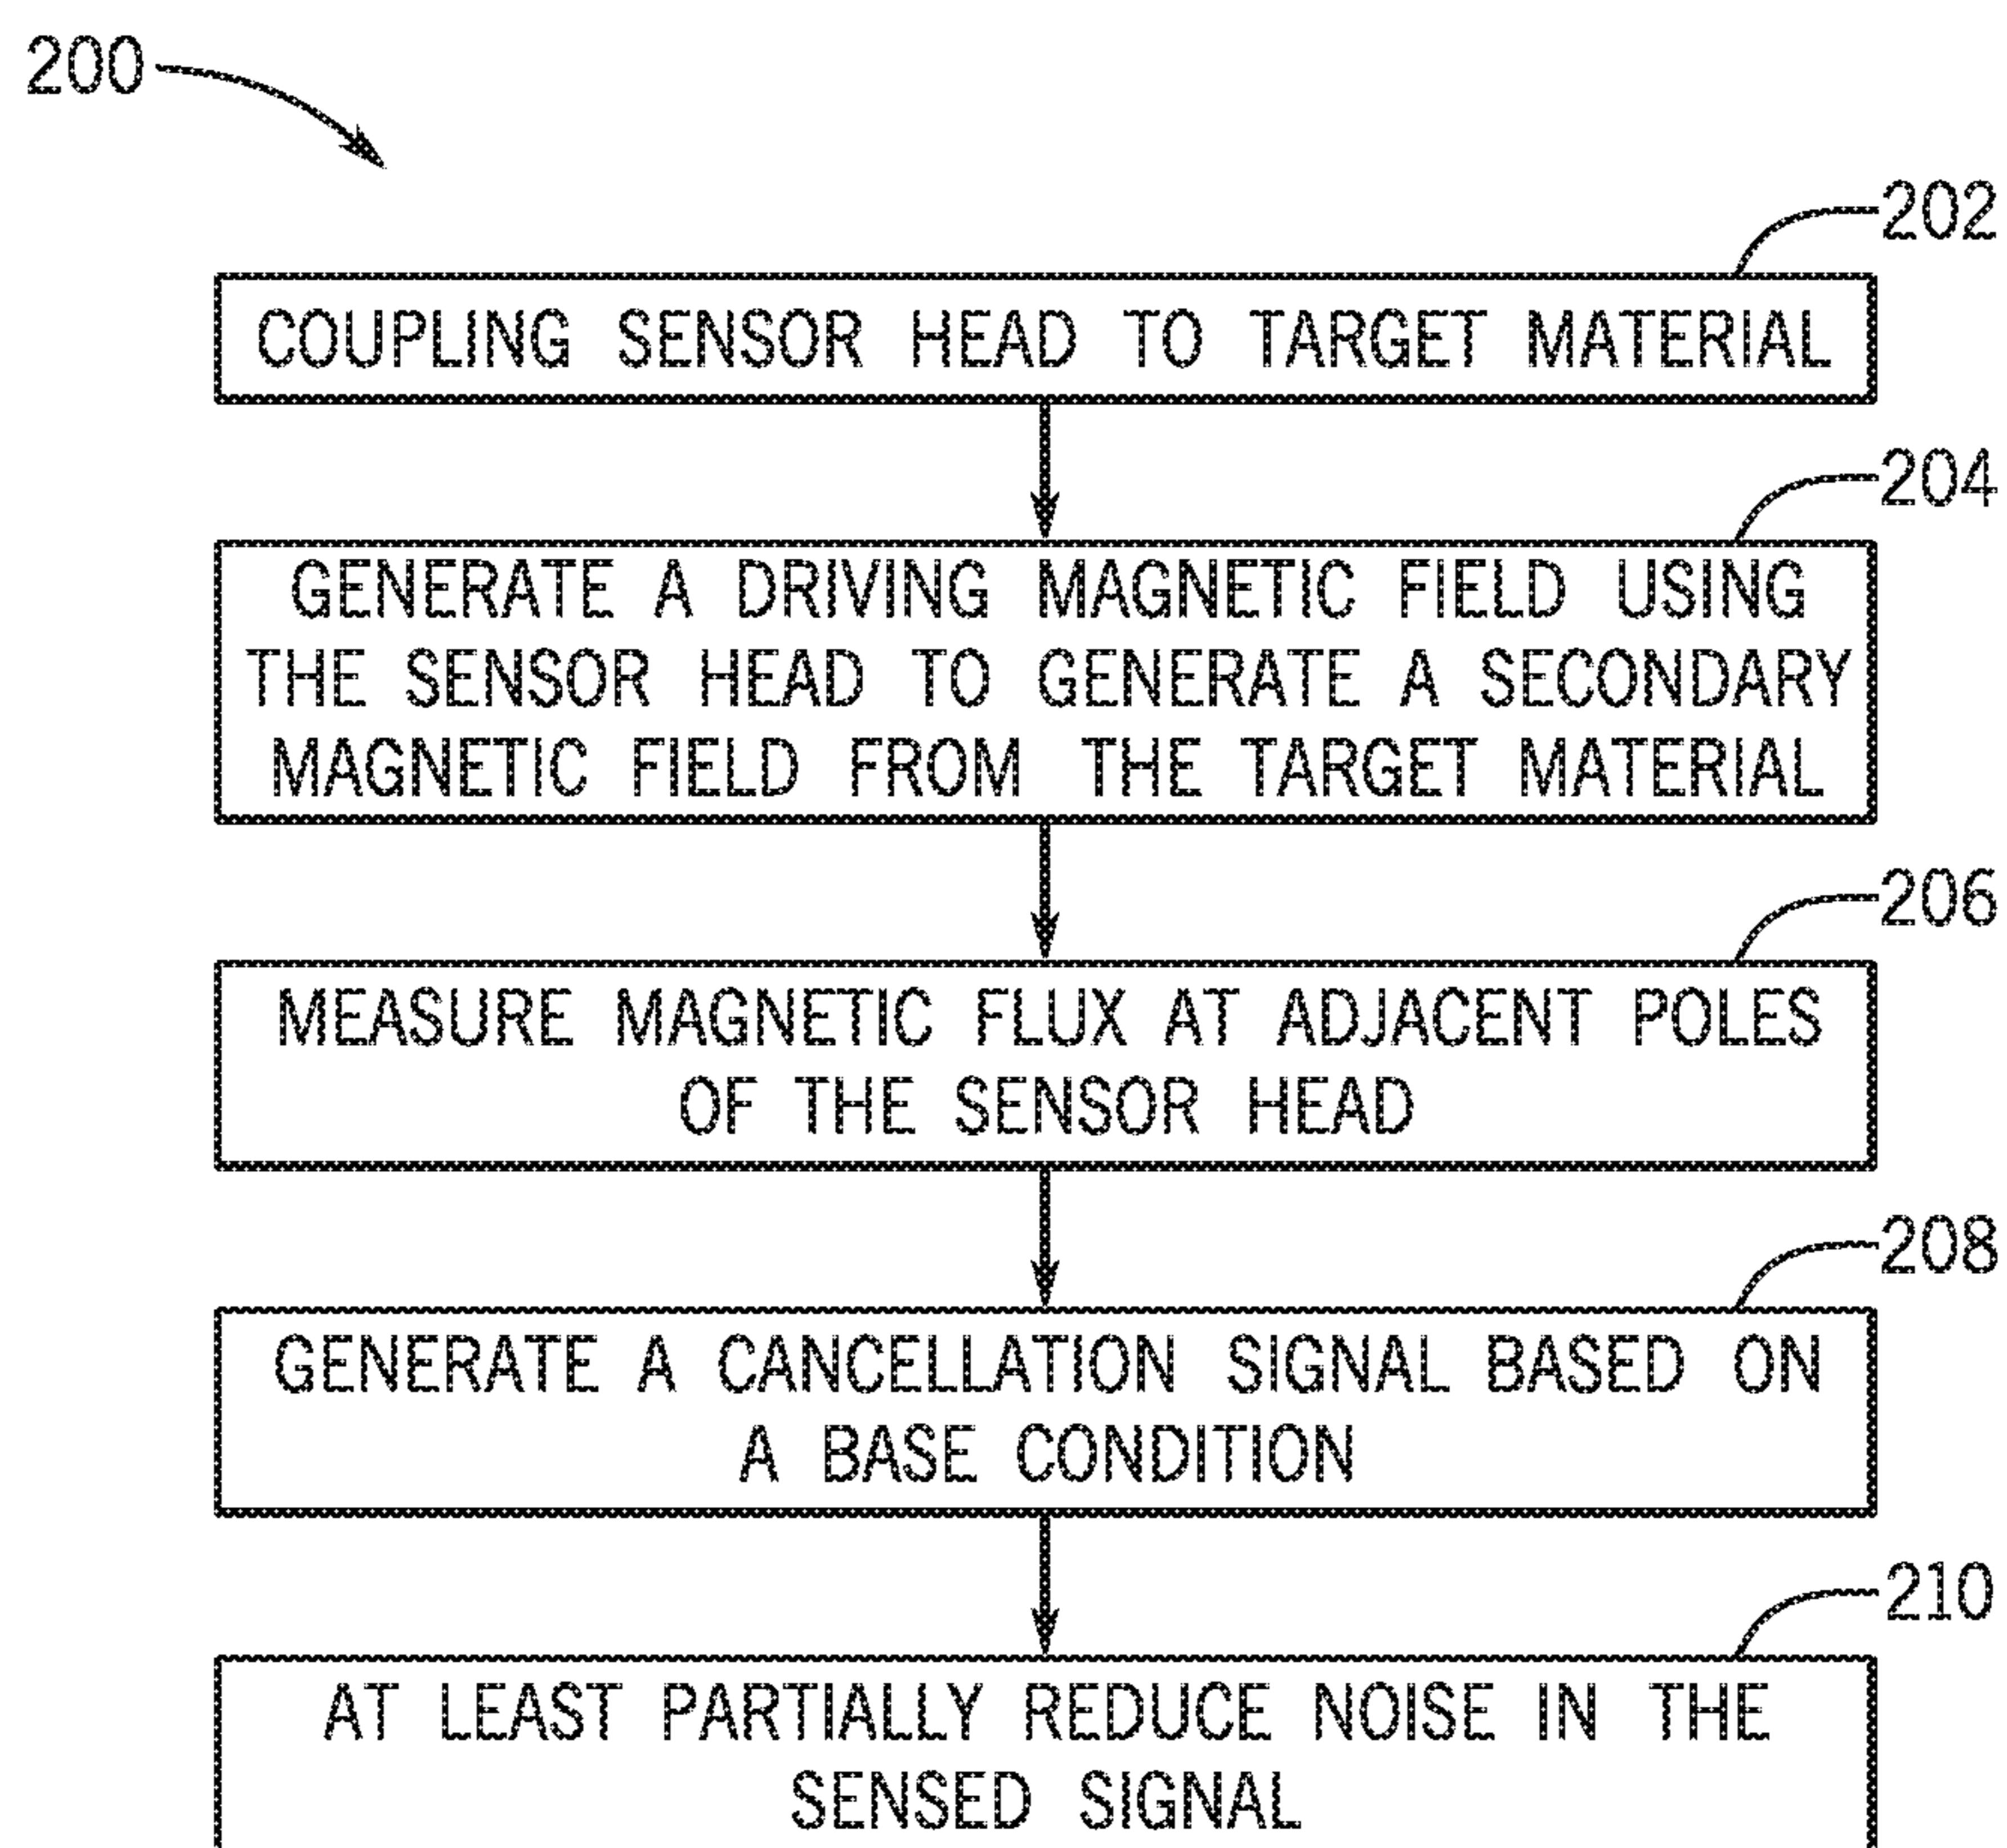 200
202
COUPLING SENSOR HEAD TO TARGET MATERIAL
204
GENERATE A DRIVING MAGNETIC FIELD USING
THE SENSOR HEAD TO GENERATE A SECONDARY
MAGNETIC FIELD FROM THE TARGET MATERIAL
206
MEASURE MAGNETIC FLUX AT ADJACENT POLES
OF THE SENSOR HEAD
208
GENERATE A CANCELLATION SIGNAL BASED ON
A BASE CONDITION
210
AT LEAST PARTIALLY REDUCE NOISE IN THE
SENSED SIGNAL